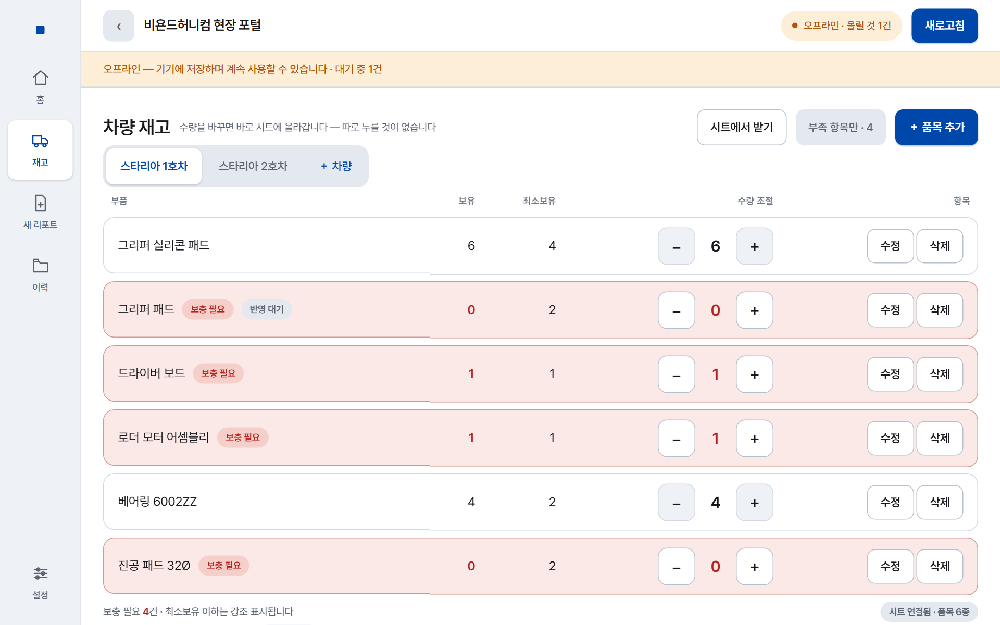 ‹
비욘드허니컴 현장 포털
오프라인 · 올릴 것 1건
새로고침
오프라인 — 기기에 저장하며 계속 사용할 수 있습니다 · 대기 중 1건
홈
재고
새 리포트
이력
설정
차량 재고
수량을 바꾸면 바로 시트에 올라갑니다 — 따로 누를 것이 없습니다
시트에서 받기
부족 항목만 · 4
+ 품목 추가
스타리아 1호차
스타리아 2호차
+ 차량
부품 보유 최소보유 수량 조절 항목
그리퍼 실리콘 패드 6 4 – 6 + 수정 삭제
그리퍼 패드 보충 필요 반영 대기 0 2 – 0 + 수정 삭제
드라이버 보드 보충 필요 1 1 – 1 + 수정 삭제
로더 모터 어셈블리 보충 필요 1 1 – 1 + 수정 삭제
베어링 6002ZZ 4 2 – 4 + 수정 삭제
진공 패드 32Ø 보충 필요 0 2 – 0 + 수정 삭제
보충 필요 4건 · 최소보유 이하는 강조 표시됩니다
시트 연결됨 · 품목 6종